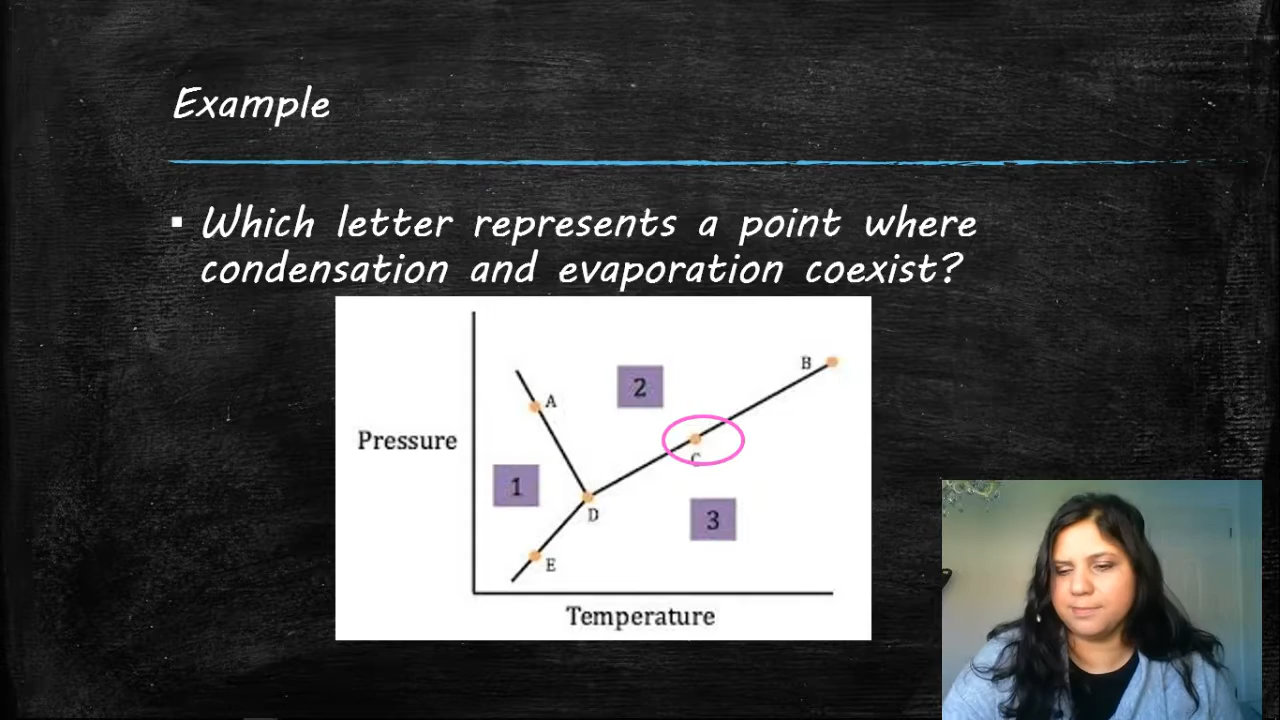 Example
▪ Which letter represents a point where
condensation and evaporation coexist?
B
2
A
Pressure
C
1
D
3
E
Temperature